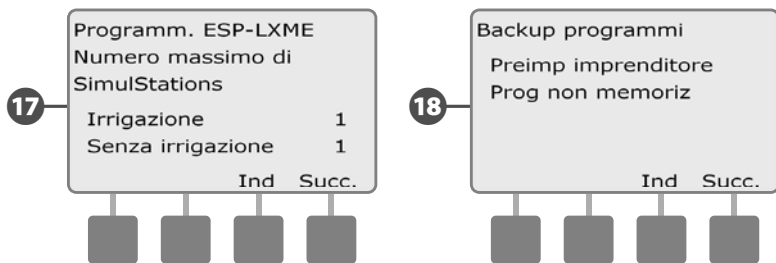 17
Programm. ESP-LXME
Numero massimo di
SimulStations
Irrigazione 1
Senza irrigazione 1
Ind Succ.
18
Backup programmi
Preimp imprenditore
Prog non memoriz
Ind Succ.